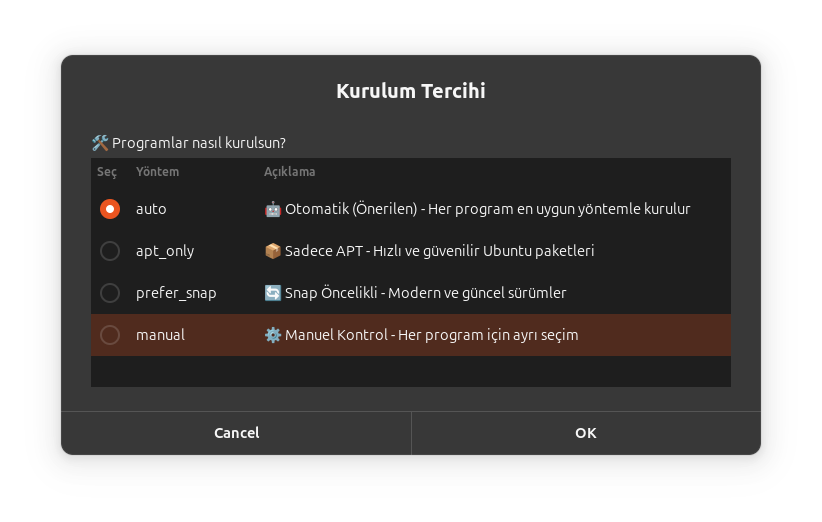 Kurulum Tercihi
🛠️ Programlar nasıl kurulsun?
Seç Yöntem Açıklama
auto 🤖 Otomatik (Önerilen) - Her program en uygun yöntemle kurulur
apt_only 📦 Sadece APT - Hızlı ve güvenilir Ubuntu paketleri
prefer_snap 🔄 Snap Öncelikli - Modern ve güncel sürümler
manual ⚙️ Manuel Kontrol - Her program için ayrı seçim
Cancel OK